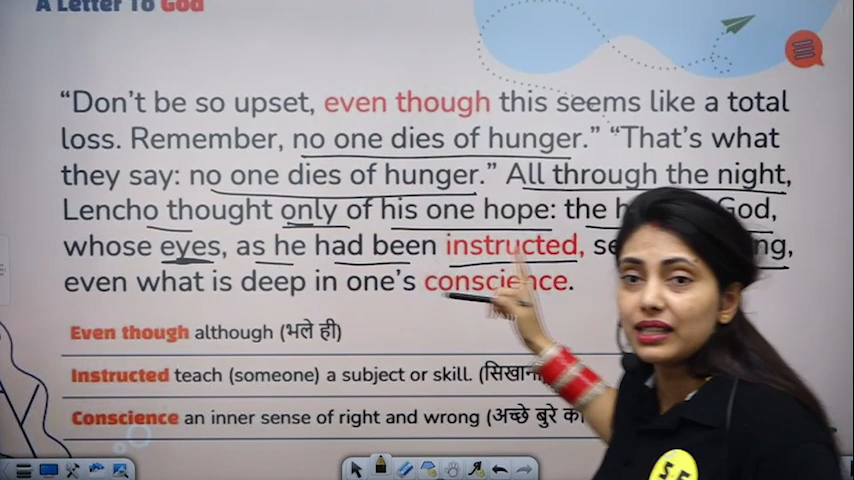 A Letter To God
“Don’t be so upset, even though this seems like a total
loss. Remember, no one dies of hunger.” “That’s what
they say: no one dies of hunger.” All through the night,
Lencho thought only of his one hope: the God,
whose eyes, as he had been instructed,
even what is deep in one’s conscience.
Even though although (भले ही)
Instructed teach (someone) a subject or skill.
Conscience an inner sense of right and wrong (अच्छे बुरे